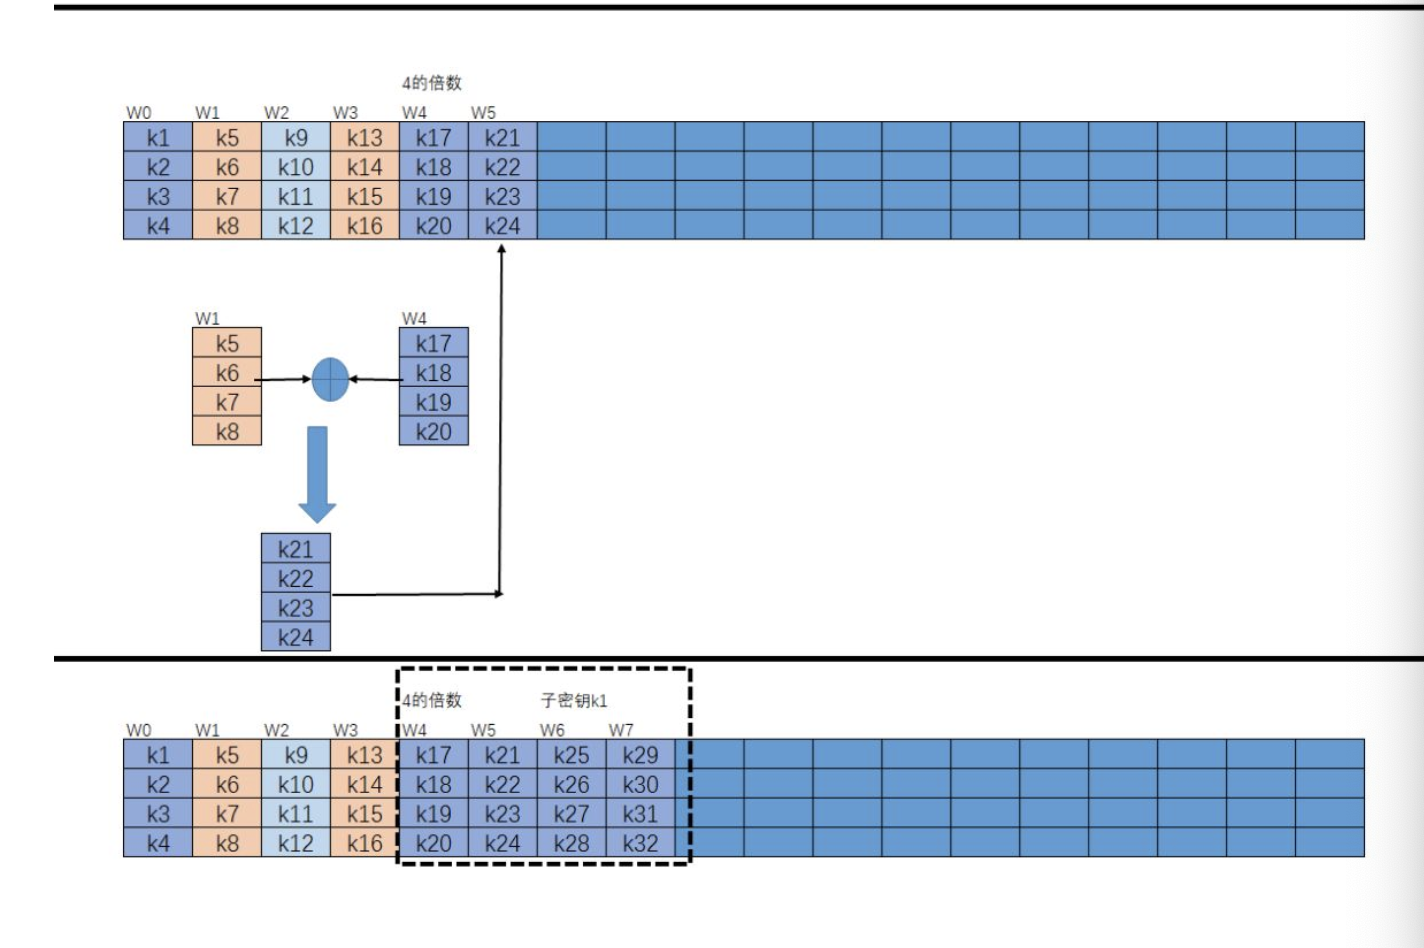 4的倍数
W0 W1 W2 W3 W4 W5
k1 k5 k9 k13 k17 k21
k2 k6 k10 k14 k18 k22
k3 k7 k11 k15 k19 k23
k4 k8 k12 k16 k20 k24
W1 W4
k5 k17
k6 k18
k7 k19
k8 k20
k21
k22
k23
k24
4的倍数 子密钥k1
W0 W1 W2 W3 W4 W5 W6 W7
k1 k5 k9 k13 k17 k21 k25 k29
k2 k6 k10 k14 k18 k22 k26 k30
k3 k7 k11 k15 k19 k23 k27 k31
k4 k8 k12 k16 k20 k24 k28 k32